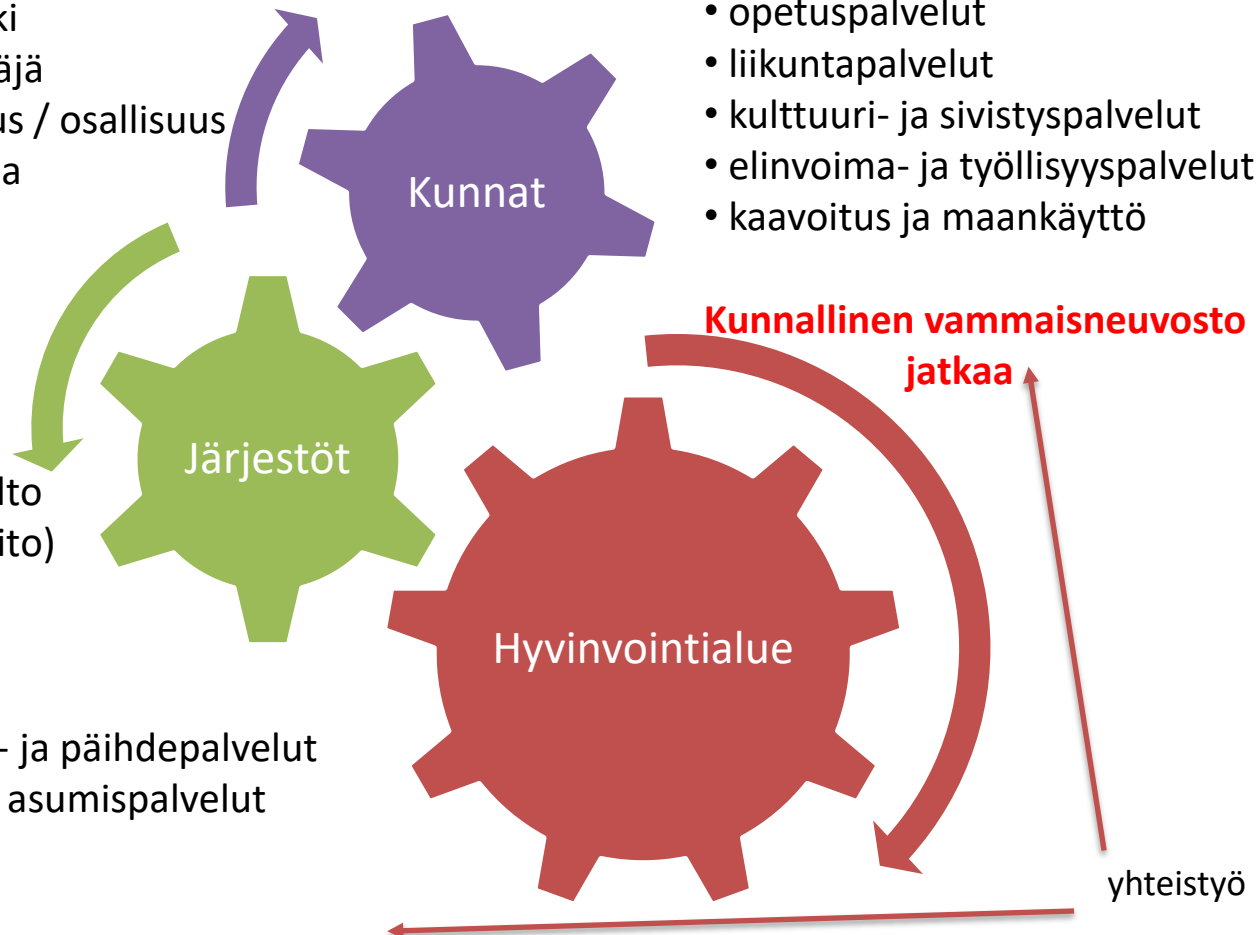 ki
äjä
us / osallisuus
a
Kunnat
• opetuspalvelut
• liikuntapalvelut
• kulttuuri- ja sivistyspalvelut
• elinvoima- ja työllisyyspalvelut
• kaavoitus ja maankäyttö
Kunnallinen vammaisneuvosto
jatkaa
Järjestöt
lto
ito)
Hyvinvointialue
- ja päihdepalvelut
asumispalvelut
yhteistyö